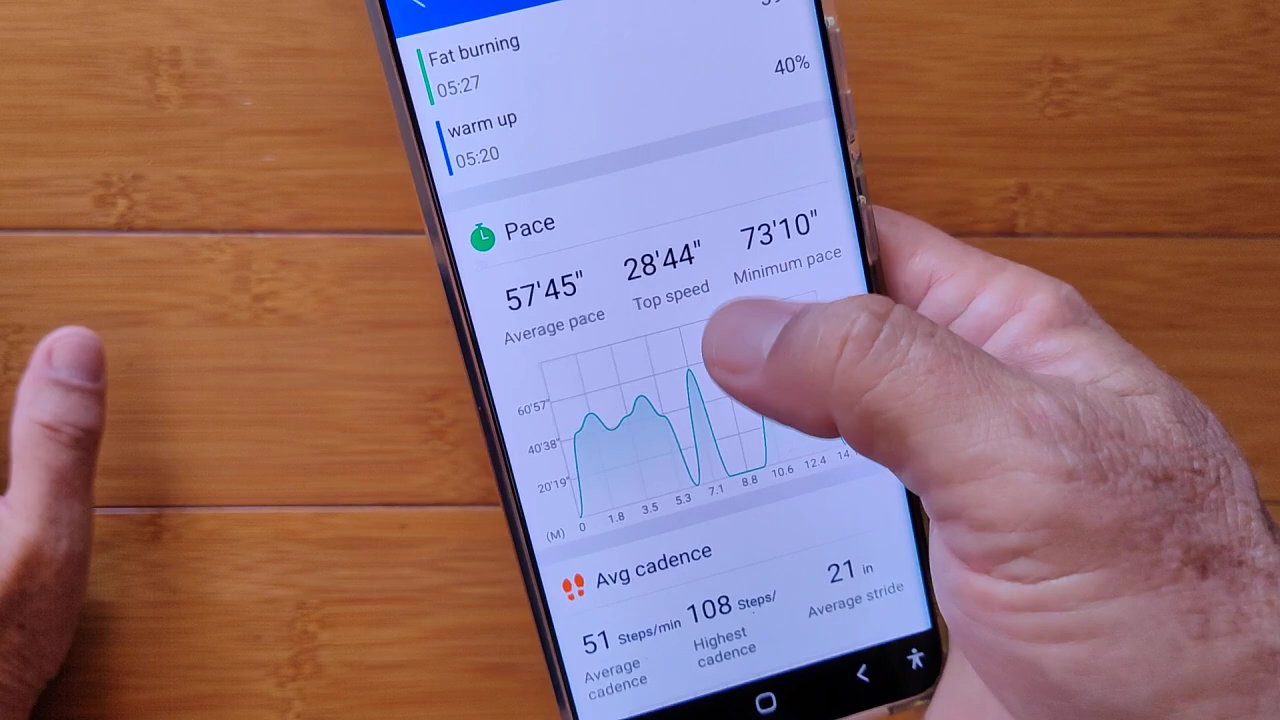 Fat burning
05:27
40%
warm up
05:20
Pace
57'45" 28'44" 73'10"
Average pace Top speed Minimum pace
60'57"
40'38"
20'19"
(M) 0 1.8 3.5 5.3 7.1 8.8 10.6 12.4
Avg cadence
51 Steps/min 108 Steps/ 21 in
Average cadence Highest cadence Average stride